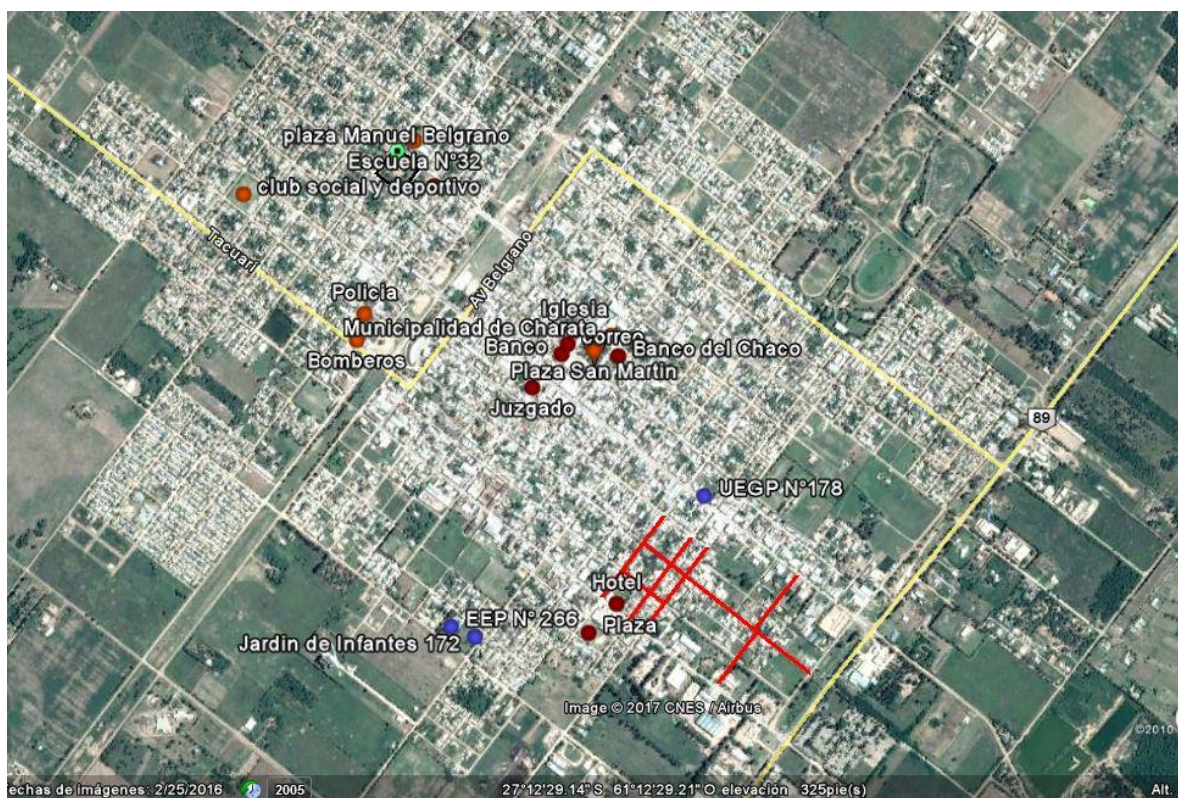 plaza Manuel Belgrano
Escuela N°32
club social y deportivo
Tacuarí
Av Belgrano
Policia
Iglesia
Municipalidad de Charata
correo
Bomberos
Banco
Banco del Chaco
Plaza San Martin
Juzgado
89
UEGP N°178
Hotel
EEP N° 266
Plaza
Jardin de Infantes 172
Image © 2017 CNES / Airbus
©2010
echas de imágenes: 2/25/2016 2005 27°12'29.14" S 61°12'29.21" O elevación 325pie(s) Alt.